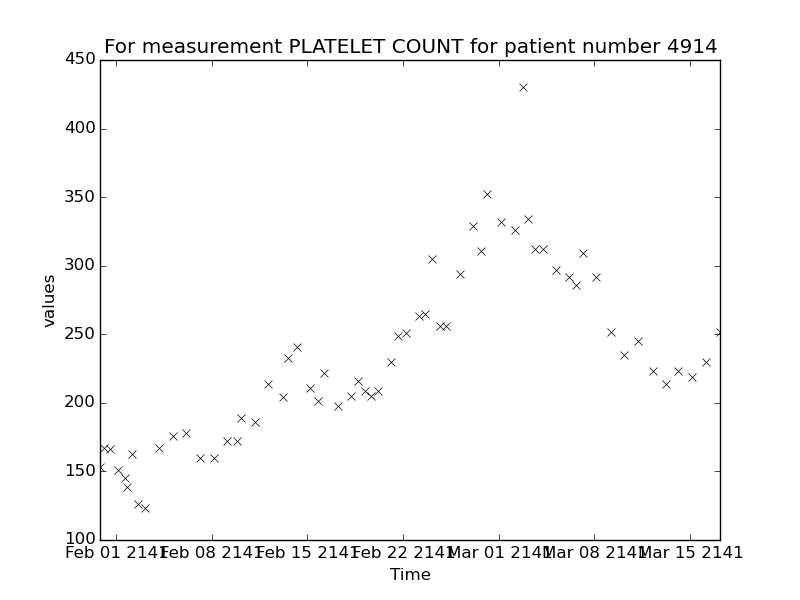 For measurement PLATELET COUNT for patient number 4914
450
400
350
300
250
200
150
100
values
Feb 01 2141 Feb 08 2141 Feb 15 2141 Feb 22 2141 Mar 01 2141 Mar 08 2141 Mar 15 2141
Time